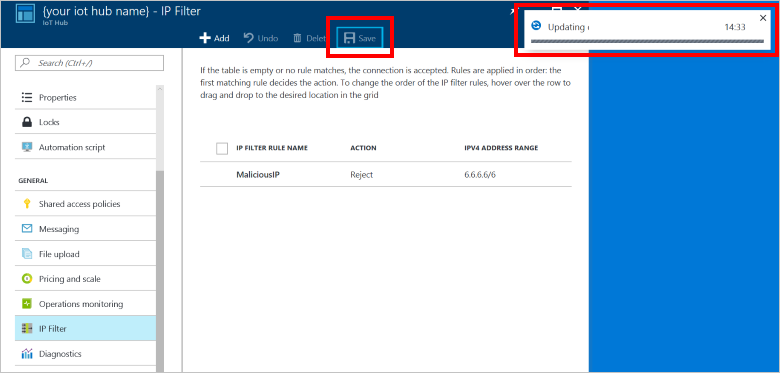 {your iot hub name} - IP Filter
IoT Hub
Add
Undo
Delet
Save
Updating
14:33
Search (Ctrl+/)
Properties
Locks
Automation script
GENERAL
Shared access policies
Messaging
File upload
Pricing and scale
Operations monitoring
IP Filter
Diagnostics
If the table is empty or no rule matches, the connection is accepted. Rules are applied in order: the
first matching rule decides the action. To change the order of the IP filter rules, hover over the row to
drag and drop to the desired location in the grid
IP FILTER RULE NAME ACTION IPV4 ADDRESS RANGE
MaliciousIP Reject 6.6.6.6/6